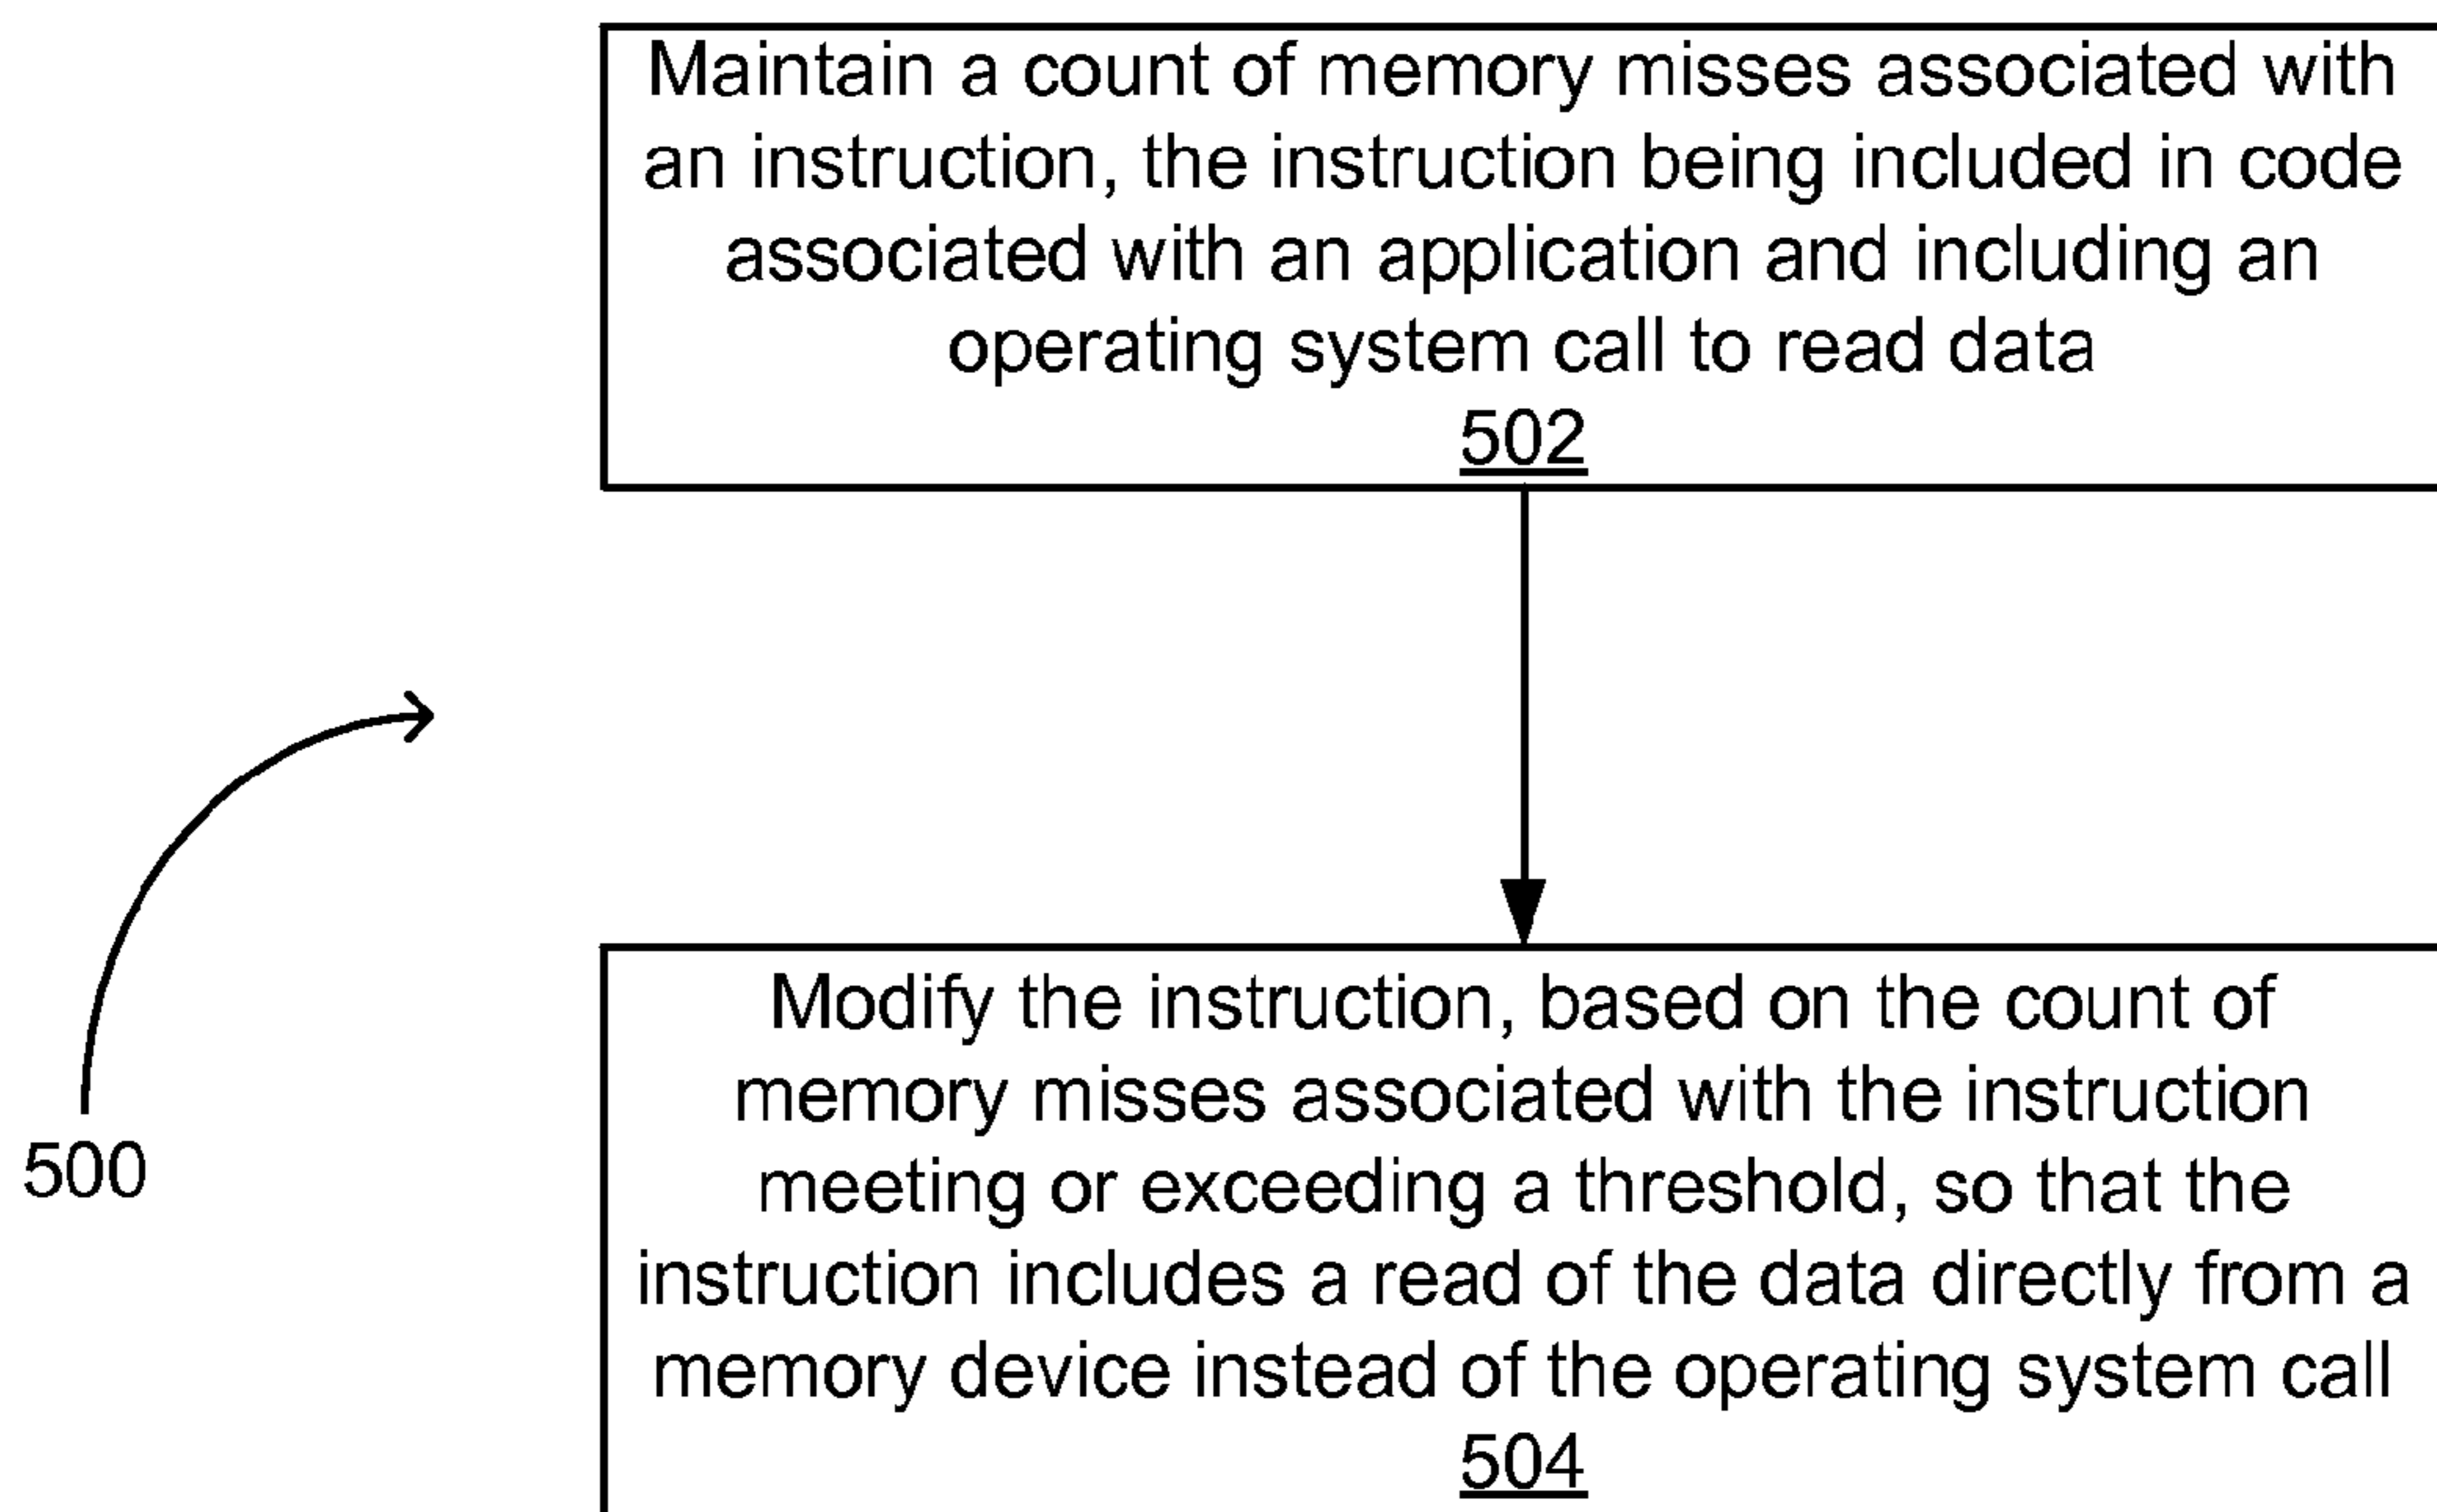 Maintain a count of memory misses associated with
an instruction, the instruction being included in code
associated with an application and including an
operating system call to read data
502
500
Modify the instruction, based on the count of
memory misses associated with the instruction
meeting or exceeding a threshold, so that the
instruction includes a read of the data directly from a
memory device instead of the operating system call
504